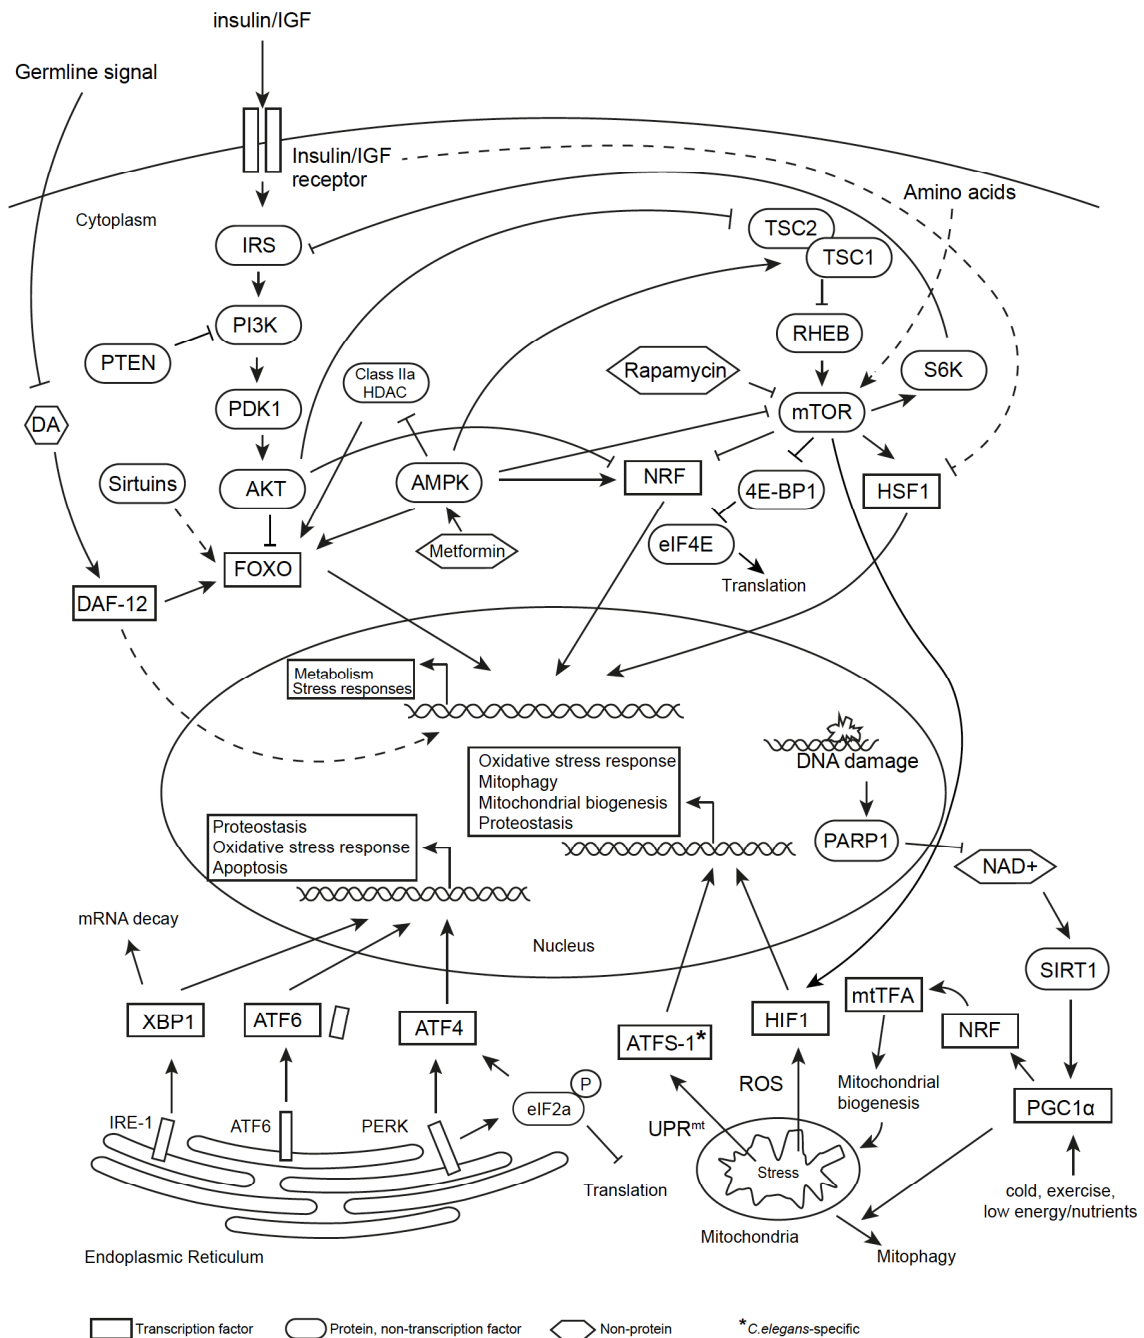 insulin/IGF
Germline signal
Insulin/IGF
receptor
Amino acids
Cytoplasm
TSC2
IRS
TSC1
PI3K
RHEB
PTEN
Rapamycin
S6K
Class IIa
HDAC
PDK1
mTOR
DA
Sirtuins
AKT
AMPK
NRF
4E-BP1
HSF1
eIF4E
Metformin
FOXO
Translation
DAF-12
Metabolism
Stress responses
DNA damage
Oxidative stress response
Mitophagy
Mitochondrial biogenesis
Proteostasis
Proteostasis
Oxidative stress response
Apoptosis
PARP1
NAD+
mRNA decay
Nucleus
SIRT1
mtTFA
XBP1
ATF6
ATF4
HIF1
NRF
ATFS-1*
ROS
Mitochondrial
biogenesis
P
eIF2a
PGC1α
IRE-1
ATF6
PERK
UPRmt
Stress
Translation
cold, exercise,
low energy/nutrients
Mitochondria
Mitophagy
Endoplasmic Reticulum
Transcription factor
Protein, non-transcription factor
Non-protein
*C.elegans-specific